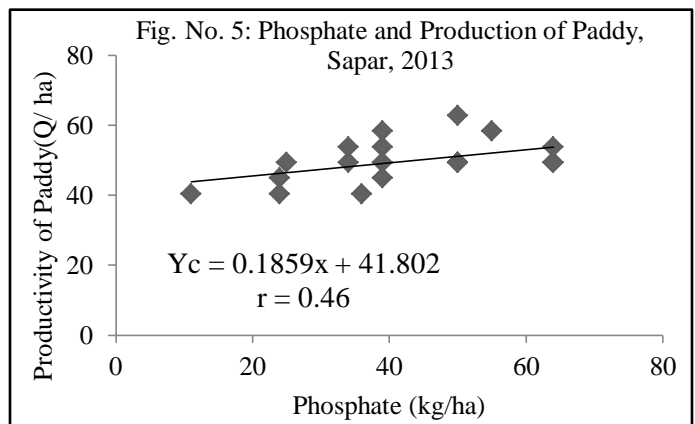 Fig. No. 5: Phosphate and Production of Paddy,
Sapar, 2013
Productivity of Paddy(Q/ ha)
80
60
40
20
0
Yc = 0.1859x + 41.802
r = 0.46
0 20 40 60 80
Phosphate (kg/ha)